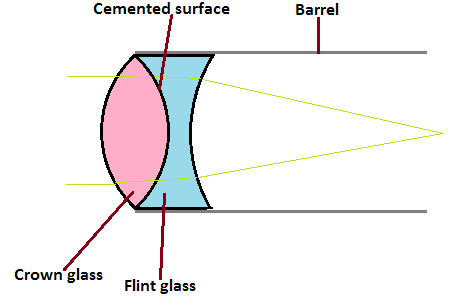 Cemented surface
Barrel
Crown glass
Flint glass